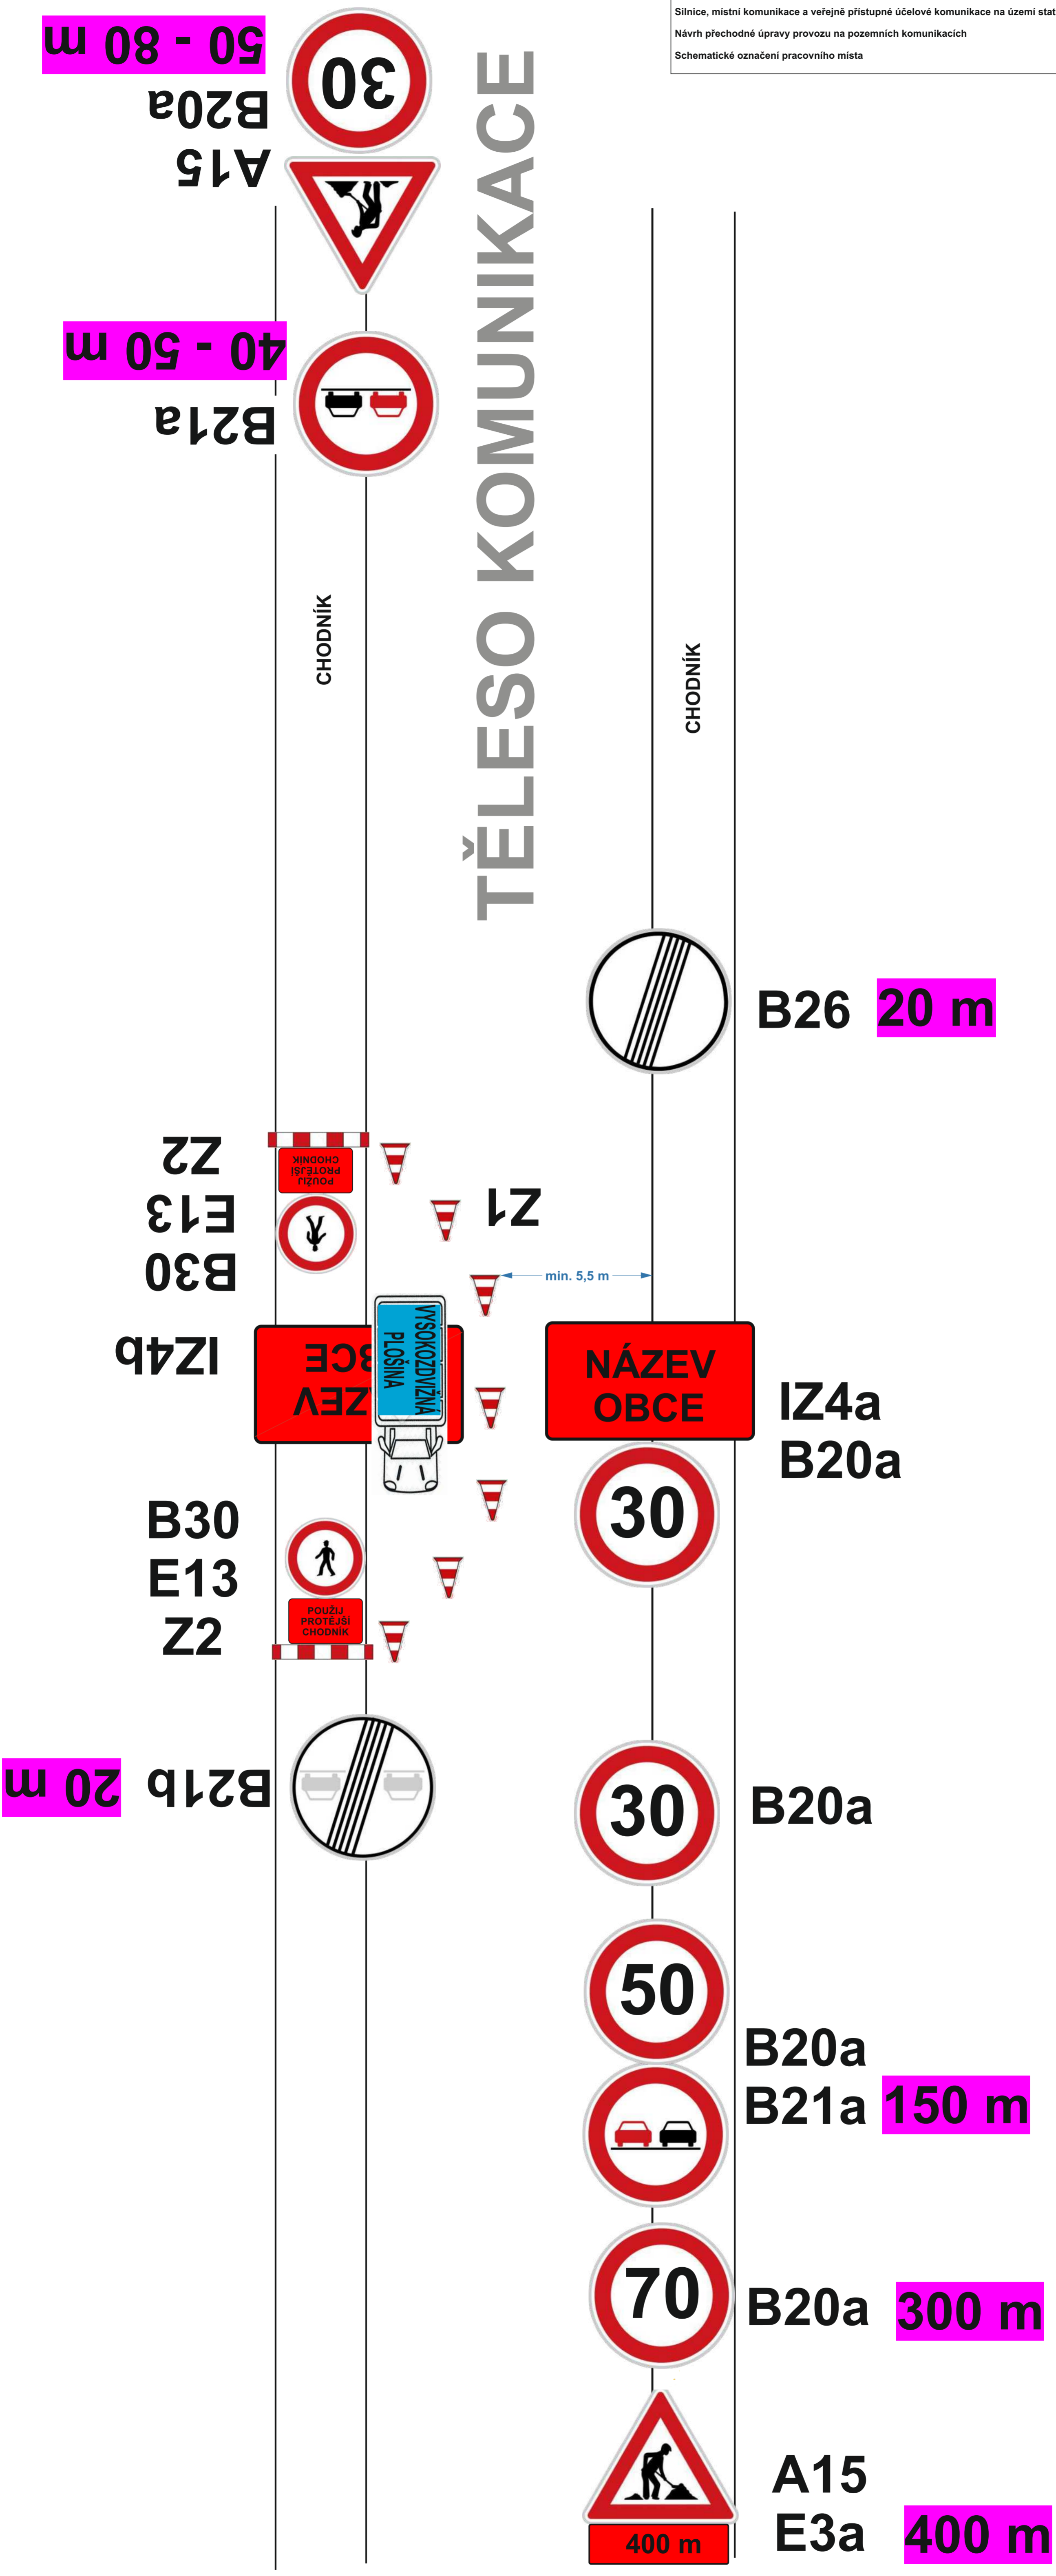 Silnice, místní komunikace a veřejně přístupné účelové komunikace na území stat
Návrh přechodné úpravy provozu na pozemních komunikacích
Schematické označení pracovního místa
50 - 80 m
B20a
A15
30
40 - 50 m
B21a
TĚLESO KOMUNIKACE
CHODNÍK
CHODNÍK
B26 20 m
Z2
E13
B30
POUŽIJ
PROTĚJŠÍ
CHODNÍK
Z1
min. 5,5 m
IZ4b
VYSOKOZDVIŽNÁ
PLOŠINA
NÁZEV
OBCE
IZ4a
B20a
30
B30
E13
Z2
POUŽIJ
PROTĚJŠÍ
CHODNÍK
B21b 20 m
30
B20a
50
B20a
B21a 150 m
70
B20a 300 m
A15
E3a 400 m
400 m